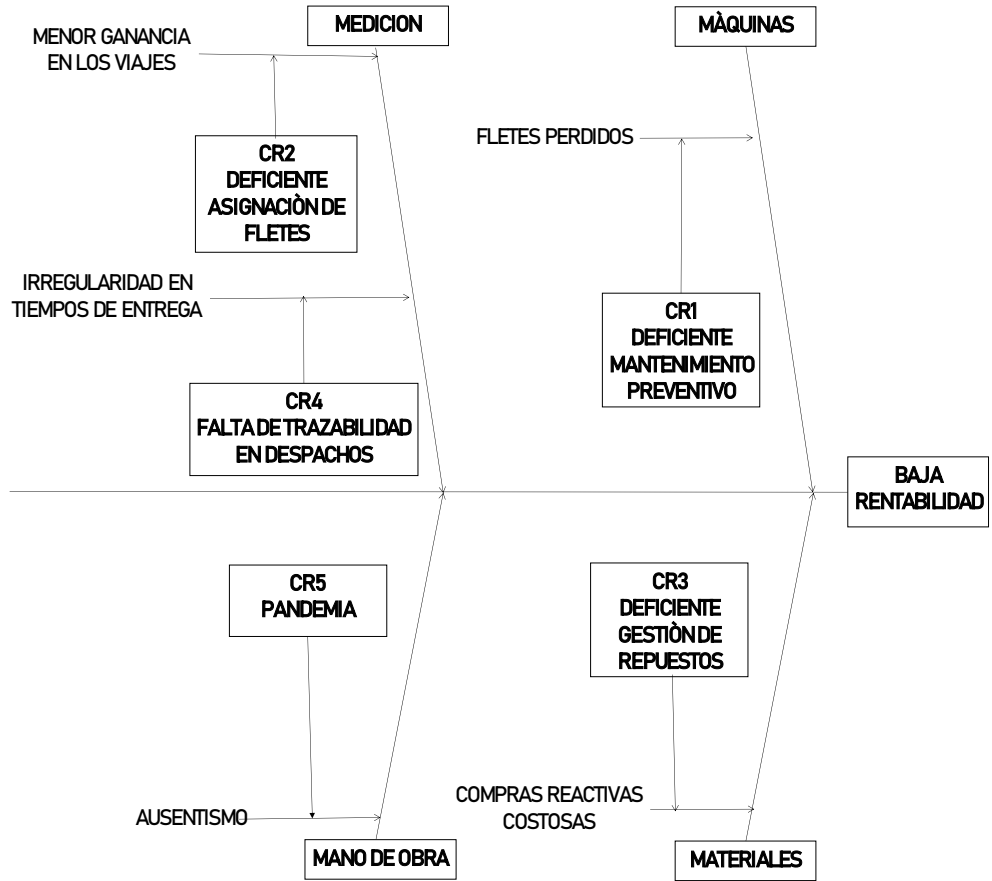 MEDICION
MÀQUINAS
MENOR GANANCIA
EN LOS VIAJES
FLETES PERDIDOS
CR2
DEFICIENTE
ASIGNACIÒN DE
FLETES
IRREGULARIDAD EN
TIEMPOS DE ENTREGA
CR1
DEFICIENTE
MANTENIMIENTO
PREVENTIVO
CR4
FALTA DE TRAZABILIDAD
EN DESPACHOS
BAJA
RENTABILIDAD
CR5
PANDEMIA
CR3
DEFICIENTE
GESTIÒN DE
REPUESTOS
AUSENTISMO
COMPRAS REACTIVAS
COSTOSAS
MANO DE OBRA
MATERIALES